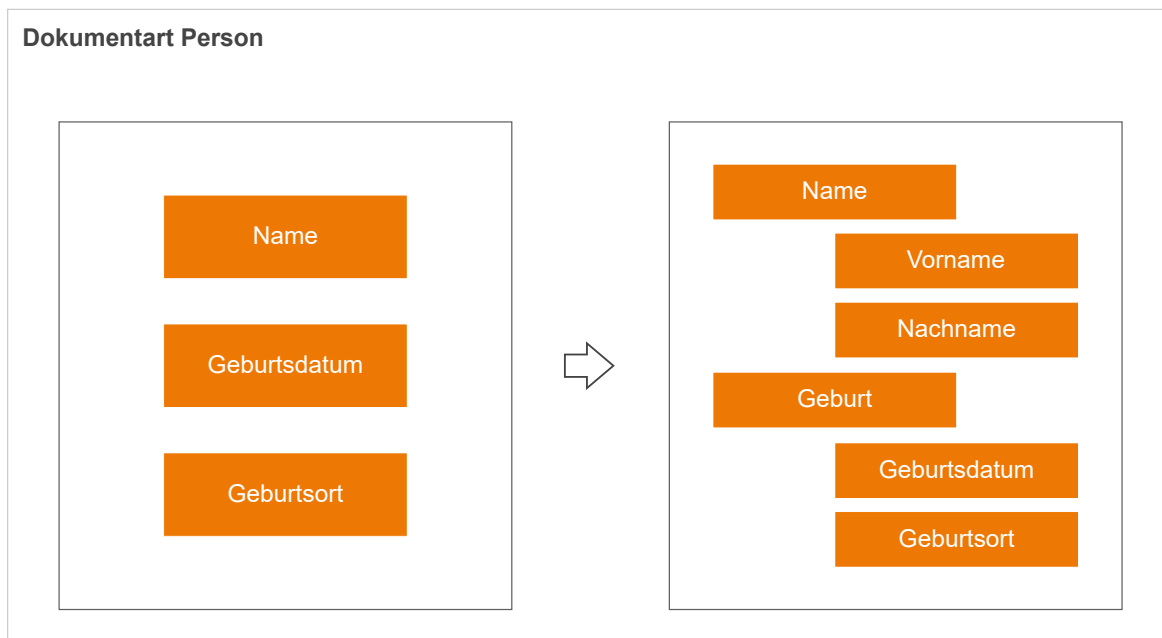 Dokumentart Person
Name
Geburtsdatum
Geburtsort
Name
Vorname
Nachname
Geburt
Geburtsdatum
Geburtsort